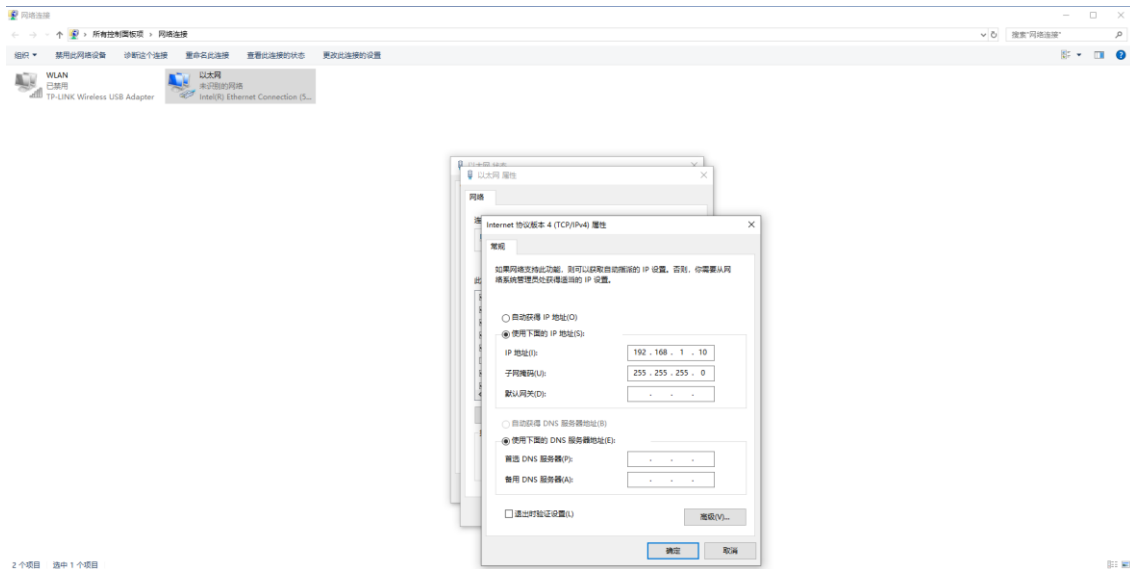 网络连接
所有控制面板项 › 网络连接
搜索"网络连接"
组织 禁用此网络设备 诊断这个连接 重命名此连接 查看此连接的状态 更改此连接的设置
WLAN
已禁用
TP-LINK Wireless USB Adapter
以太网
未识别的网络
Intel(R) Ethernet Connection (5...
以太网 状态
以太网 属性
网络
连
此
Internet 协议版本 4 (TCP/IPv4) 属性
常规
如果网络支持此功能，则可以获取自动指派的 IP 设置。否则，你需要从网
络系统管理员处获得适当的 IP 设置。
自动获得 IP 地址(O)
使用下面的 IP 地址(S):
IP 地址(I): 192 . 168 . 1 . 10
子网掩码(U): 255 . 255 . 255 . 0
默认网关(D): . . .
自动获得 DNS 服务器地址(B)
使用下面的 DNS 服务器地址(E):
首选 DNS 服务器(P): . . .
备用 DNS 服务器(A): . . .
退出时验证设置(L)
高级(V)...
确定 取消
2 个项目 选中 1 个项目